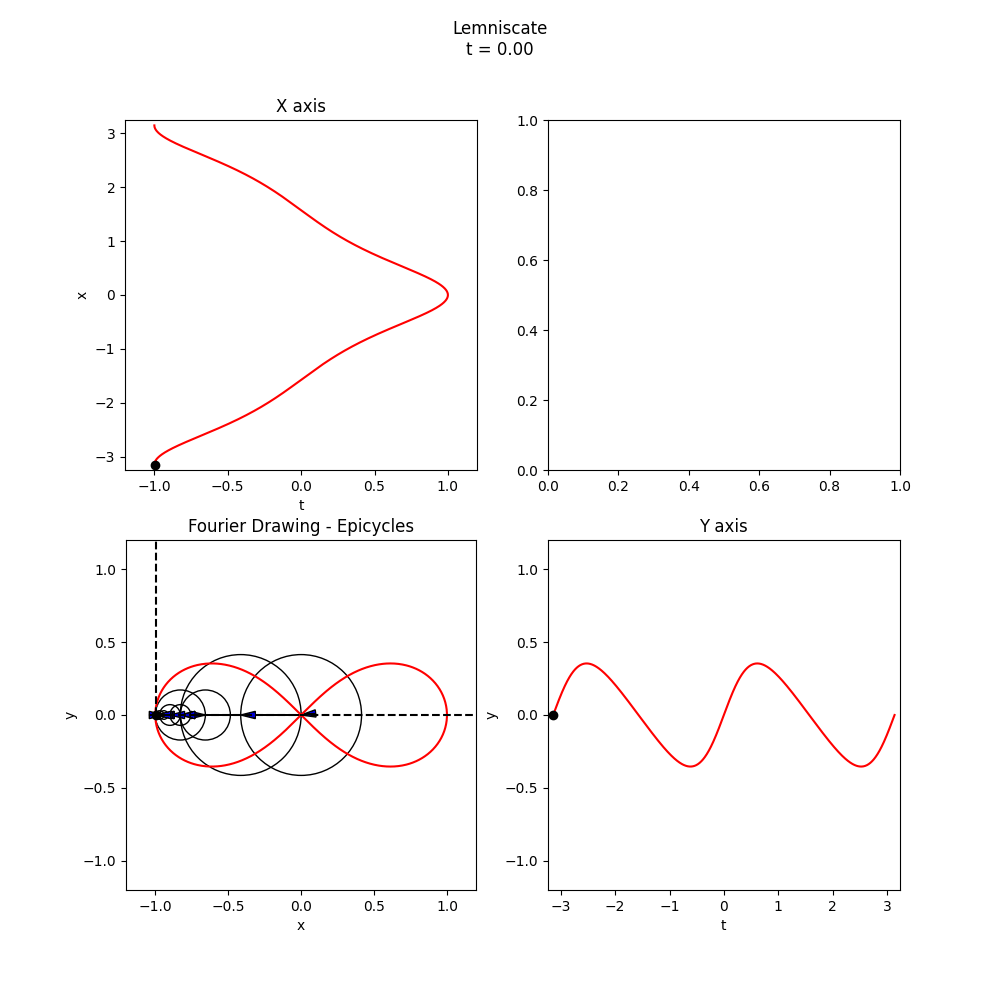 Lemniscate
t = 0.00
X axis
3
2
1
0
−1
−2
−3
x
−1.0 −0.5 0.0 0.5 1.0
t
1.0
0.8
0.6
0.4
0.2
0.0
0.0 0.2 0.4 0.6 0.8 1.0
Fourier Drawing - Epicycles
1.0
0.5
0.0
−0.5
−1.0
y
−1.0 −0.5 0.0 0.5 1.0
x
Y axis
1.0
0.5
0.0
−0.5
−1.0
y
−3 −2 −1 0 1 2 3
t